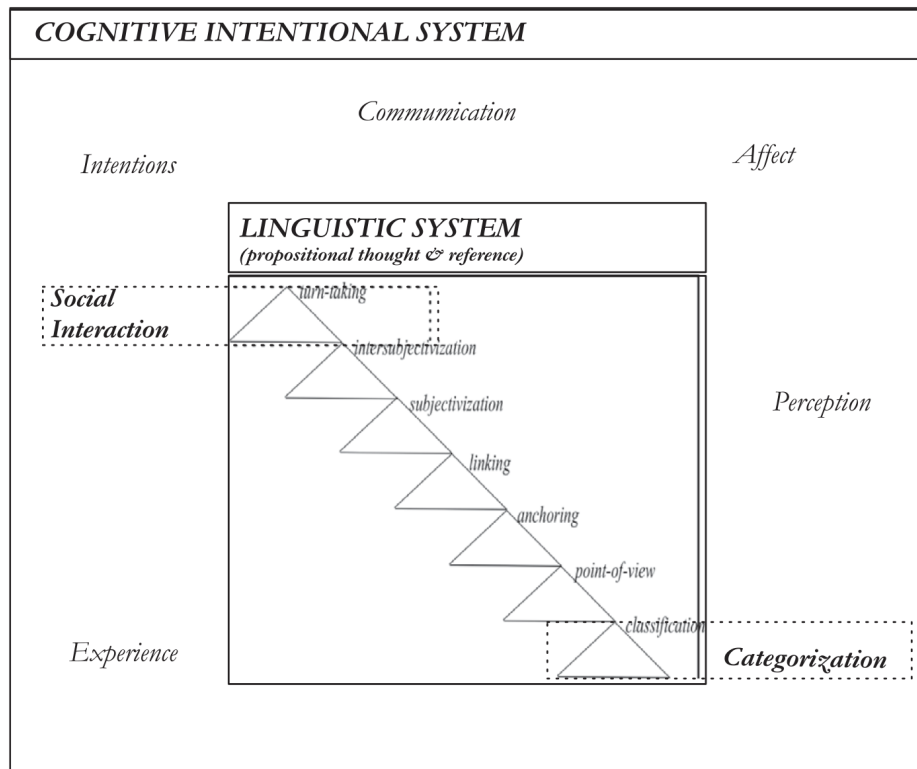 COGNITIVE INTENTIONAL SYSTEM
Commumication
Affect
Intentions
LINGUISTIC SYSTEM
(propositional thought & reference)
turn-taking
Social
Interaction
intersubjectivization
subjectivization
Perception
linking
anchoring
point-of-view
classification
Experience
Categorization